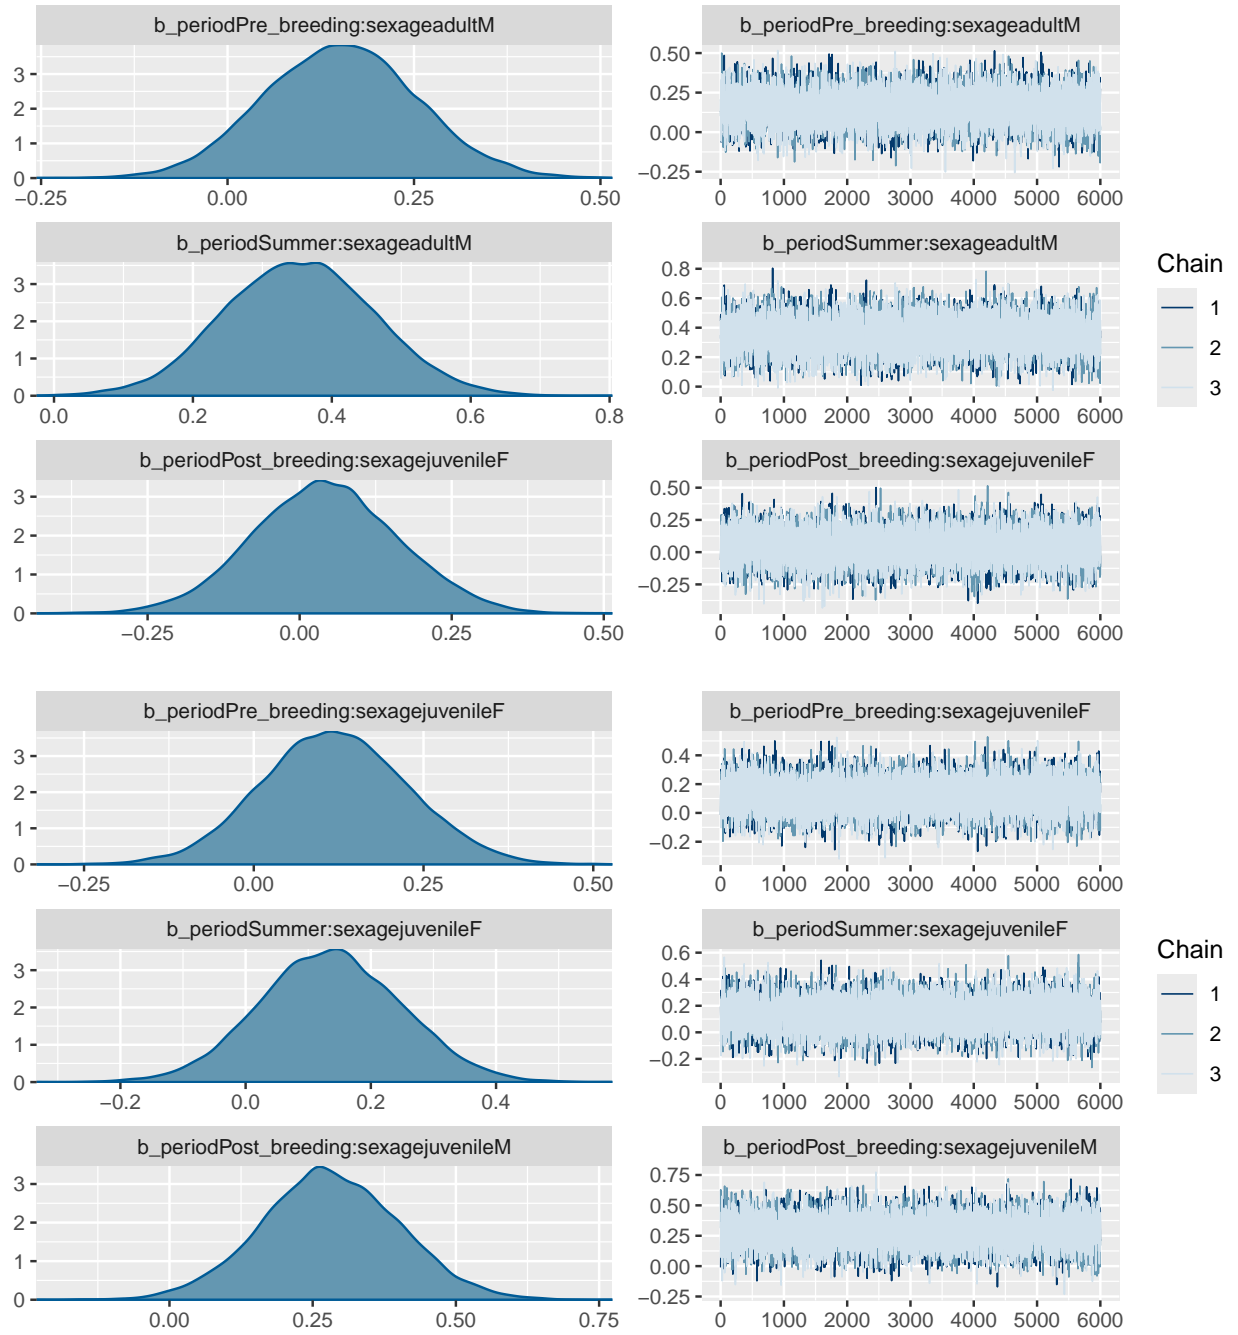 b_periodPre_breeding:sexageadultM
3
2
1
0
−0.25 0.00 0.25 0.50
b_periodPre_breeding:sexageadultM
0.50
0.25
0.00
−0.25
0 1000 2000 3000 4000 5000 6000
b_periodSummer:sexageadultM
3
2
1
0
0.0 0.2 0.4 0.6 0.8
b_periodSummer:sexageadultM
0.8
0.6
0.4
0.2
0.0
0 1000 2000 3000 4000 5000 6000
b_periodPost_breeding:sexagejuvenileF
3
2
1
0
−0.25 0.00 0.25 0.50
b_periodPost_breeding:sexagejuvenileF
0.50
0.25
0.00
−0.25
0 1000 2000 3000 4000 5000 6000
Chain
1
2
3
b_periodPre_breeding:sexagejuvenileF
3
2
1
0
−0.25 0.00 0.25 0.50
b_periodPre_breeding:sexagejuvenileF
0.4
0.2
0.0
−0.2
0 1000 2000 3000 4000 5000 6000
b_periodSummer:sexagejuvenileF
3
2
1
0
−0.2 0.0 0.2 0.4
b_periodSummer:sexagejuvenileF
0.6
0.4
0.2
0.0
−0.2
0 1000 2000 3000 4000 5000 6000
b_periodPost_breeding:sexagejuvenileM
3
2
1
0
0.00 0.25 0.50 0.75
b_periodPost_breeding:sexagejuvenileM
0.75
0.50
0.25
0.00
−0.25
0 1000 2000 3000 4000 5000 6000
Chain
1
2
3